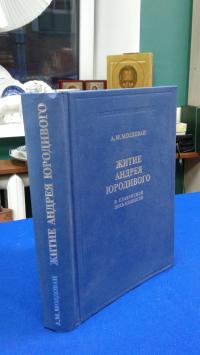 А.М.МОЛДОВАН
ЖИТИЕ
АНДРЕЯ
ЮРОДИВОГО
В СЛАВЯНСКОЙ
ПИСЬМЕННОСТИ
А.М.МОЛДОВАН ЖИТИЕ АНДРЕЯ ЮРОДИВОГО